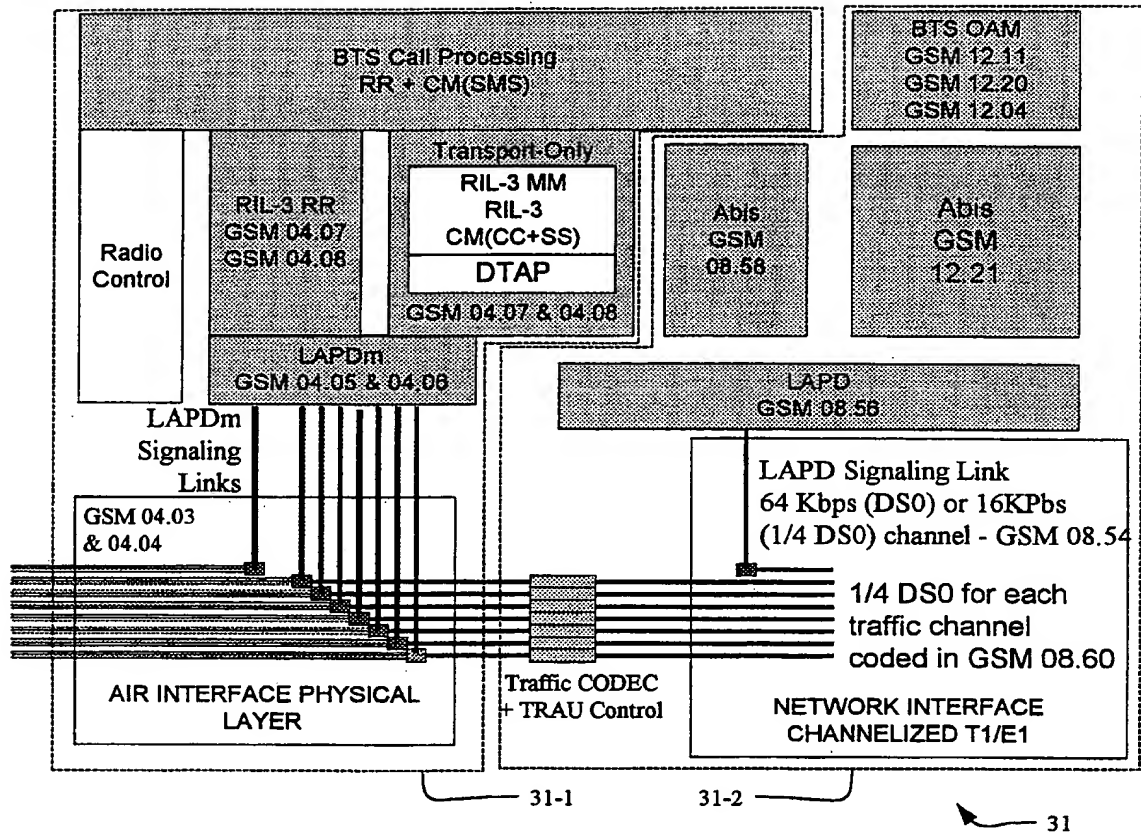 BTS Call Processing
RR + CM(SMS)
BTS OAM
GSM 12.11
GSM 12.20
GSM 12.04
Radio
Control
RIL-3 RR
GSM 04.07
GSM 04.08
Transport-Only
RIL-3 MM
RIL-3
CM(CC+SS)
DTAP
GSM 04.07 & 04.08
Abis
GSM
08.58
Abis
GSM
12.21
LAPDm
GSM 04.05 & 04.06
LAPD
GSM 08.56
LAPDm
Signaling
Links
LAPD Signaling Link
64 Kbps (DS0) or 16KPbs
(1/4 DS0) channel - GSM 08.54
GSM 04.03
& 04.04
1/4 DS0 for each
traffic channel
coded in GSM 08.60
AIR INTERFACE PHYSICAL
LAYER
Traffic CODEC
+ TRAU Control
NETWORK INTERFACE
CHANNELIZED T1/E1
31-1
31-2
31